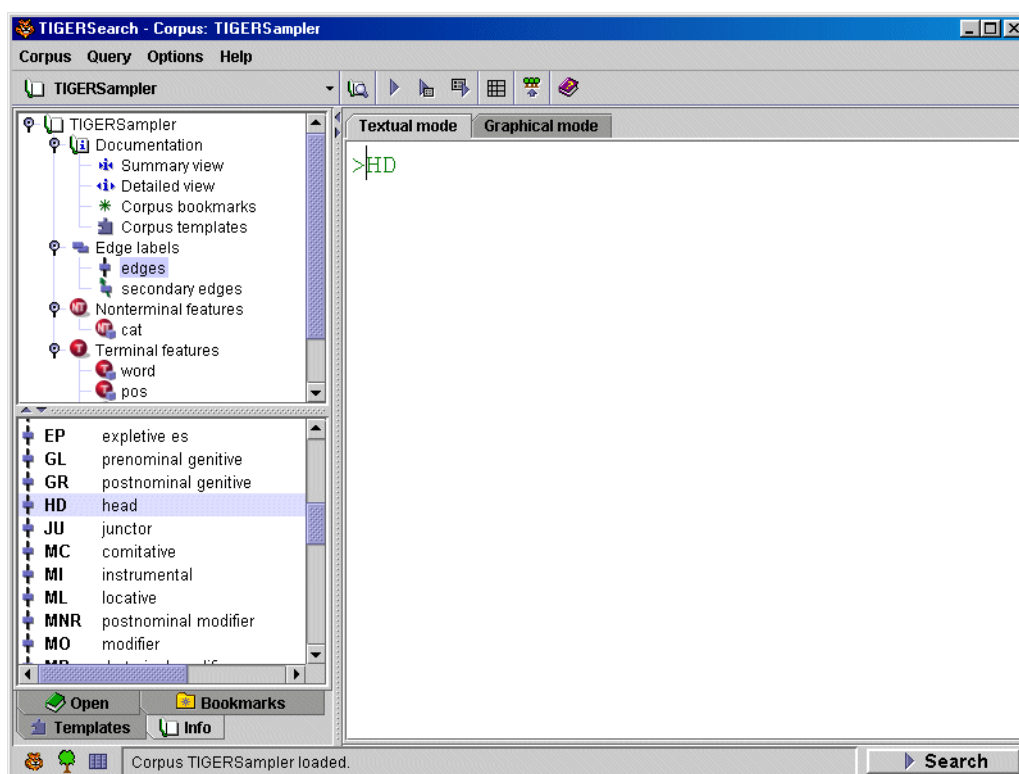 TIGERSearch - Corpus: TIGERSampler
Corpus Query Options Help
TIGERSampler
TIGERSampler
Documentation
Summary view
Detailed view
Corpus bookmarks
Corpus templates
Edge labels
edges
secondary edges
NT Nonterminal features
NT cat
T Terminal features
T word
T pos
EP expletive es
GL prenominal genitive
GR postnominal genitive
HD head
JU junctor
MC comitative
MI instrumental
ML locative
MNR postnominal modifier
MO modifier
Open Bookmarks
Templates Info
Textual mode Graphical mode
>HD
Corpus TIGERSampler loaded.
Search